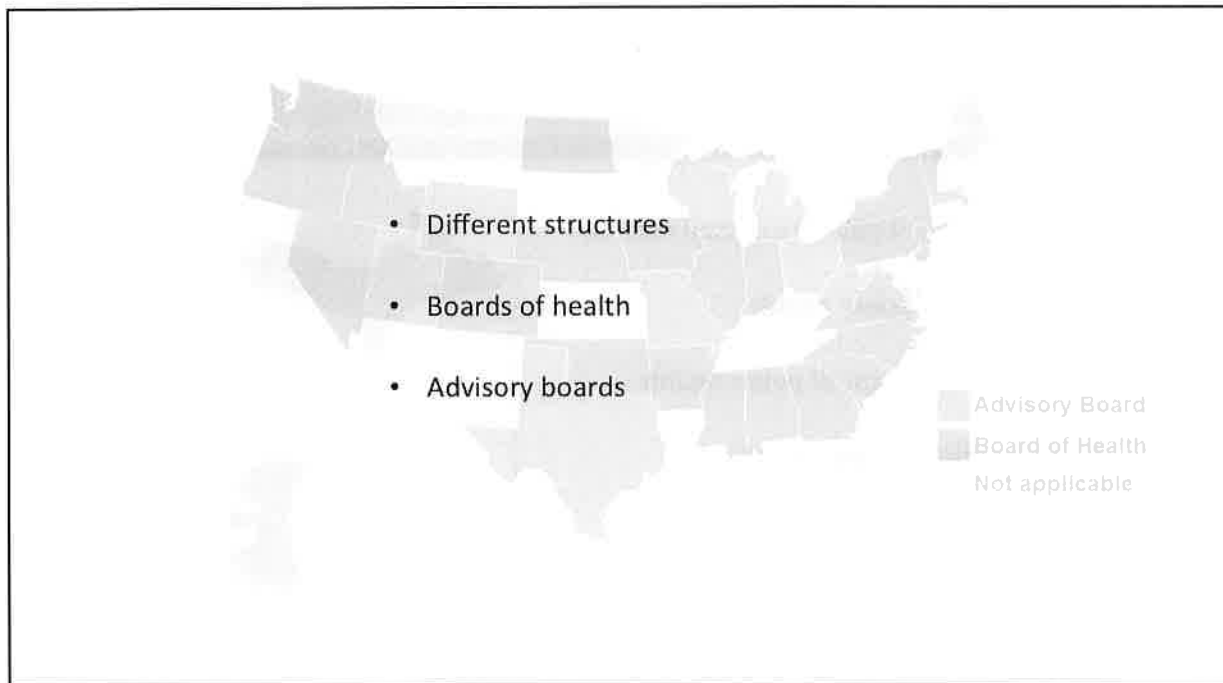 • Different structures
• Boards of health
• Advisory boards
Advisory Board
Board of Health
Not applicable